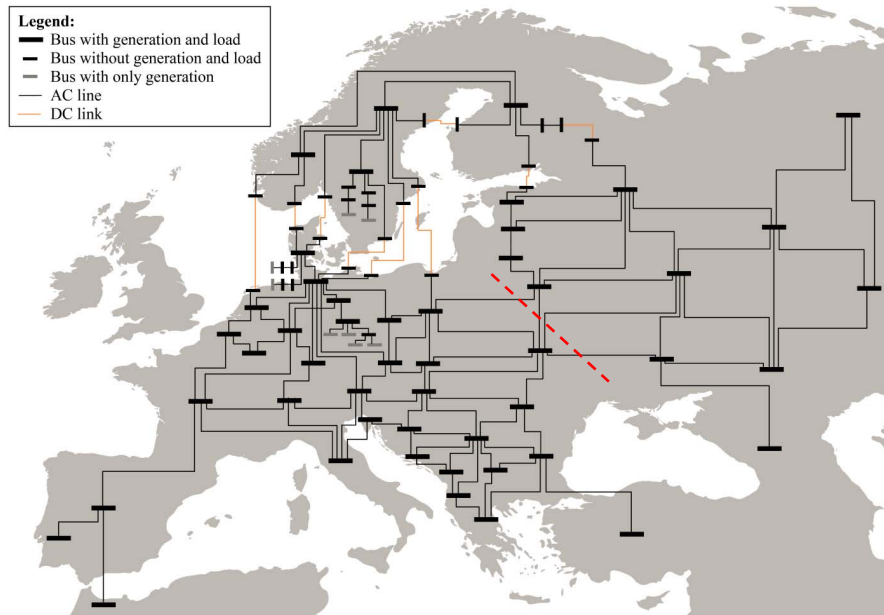 Legend:
Bus with generation and load
Bus without generation and load
Bus with only generation
AC line
DC link